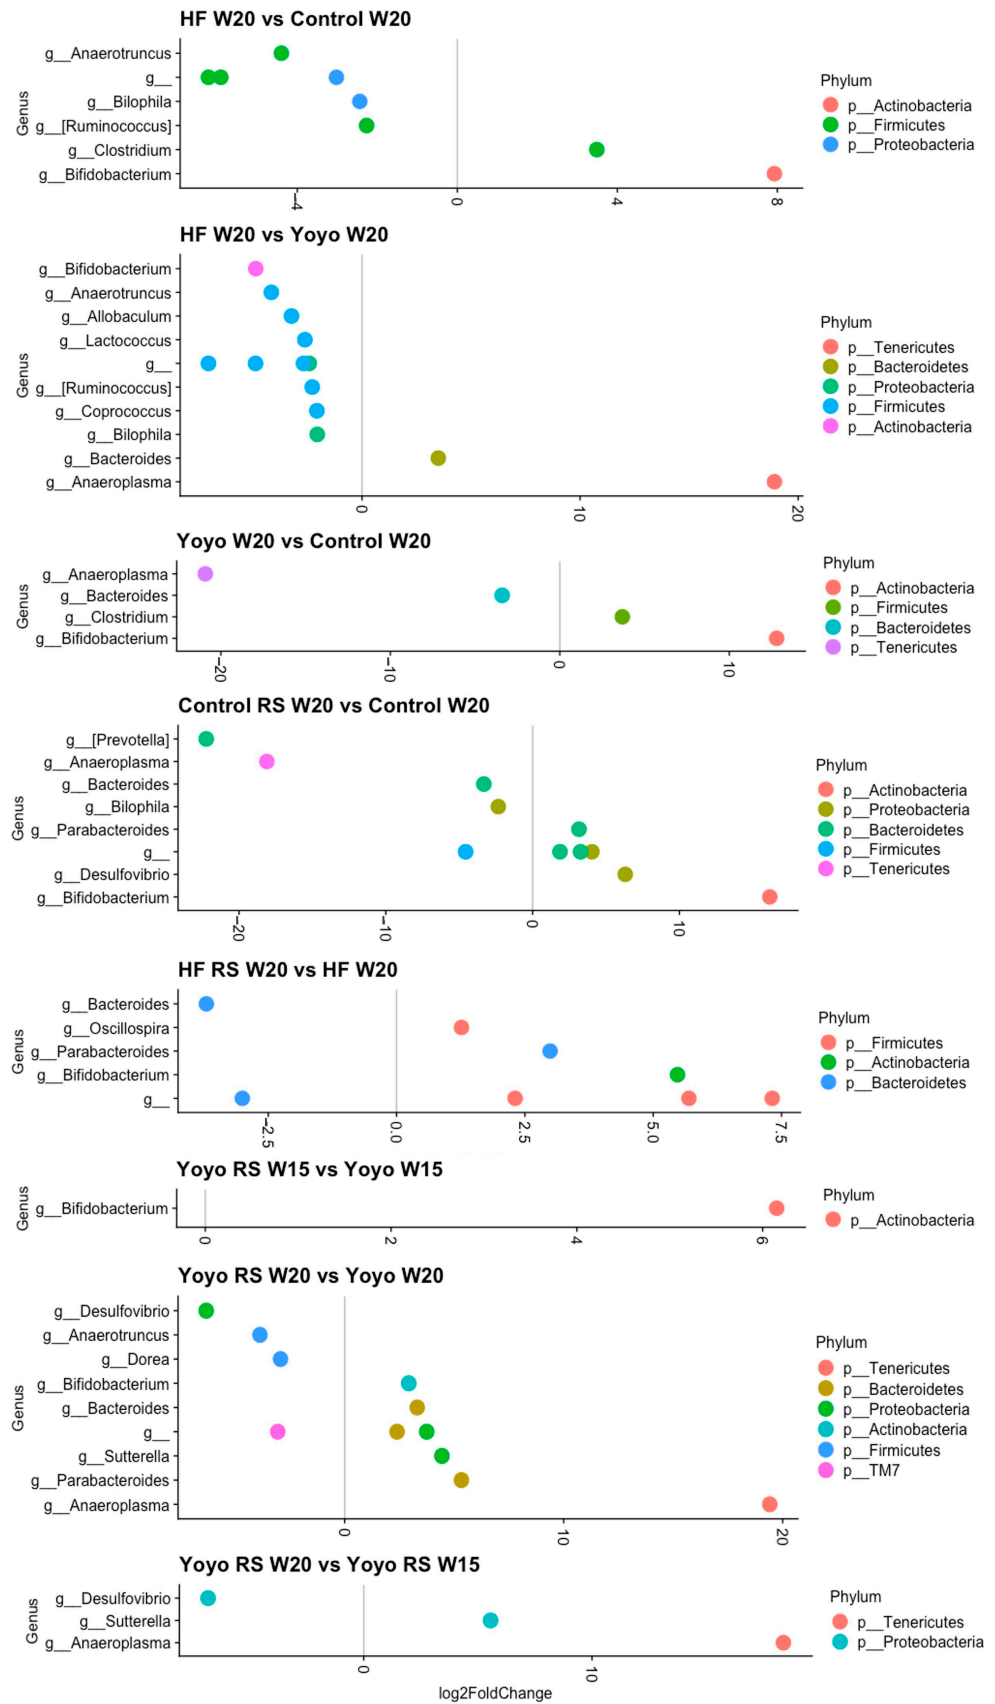 HF W20 vs Control W20
Genus
g__Anaerotruncus
g__
g__Bilophila
g__[Ruminococcus]
g__Clostridium
g__Bifidobacterium
-4
0
4
8
Phylum
p__Actinobacteria
p__Firmicutes
p__Proteobacteria
HF W20 vs Yoyo W20
Genus
g__Bifidobacterium
g__Anaerotruncus
g__Allobaculum
g__Lactococcus
g__
g__[Ruminococcus]
g__Coprococcus
g__Bilophila
g__Bacteroides
g__Anaeroplasma
0
10
20
Phylum
p__Tenericutes
p__Bacteroidetes
p__Proteobacteria
p__Firmicutes
p__Actinobacteria
Yoyo W20 vs Control W20
Genus
g__Anaeroplasma
g__Bacteroides
g__Clostridium
g__Bifidobacterium
-20
-10
0
10
Phylum
p__Actinobacteria
p__Firmicutes
p__Bacteroidetes
p__Tenericutes
Control RS W20 vs Control W20
Genus
g__[Prevotella]
g__Anaeroplasma
g__Bacteroides
g__Bilophila
g__Parabacteroides
g__
g__Desulfovibrio
g__Bifidobacterium
-20
-10
0
10
Phylum
p__Actinobacteria
p__Proteobacteria
p__Bacteroidetes
p__Firmicutes
p__Tenericutes
HF RS W20 vs HF W20
Genus
g__Bacteroides
g__Oscillospira
g__Parabacteroides
g__Bifidobacterium
g__
-2.5
0.0
2.5
5.0
7.5
Phylum
p__Firmicutes
p__Actinobacteria
p__Bacteroidetes
Yoyo RS W15 vs Yoyo W15
Genus
g__Bifidobacterium
0
2
4
6
Phylum
p__Actinobacteria
Yoyo RS W20 vs Yoyo W20
Genus
g__Desulfovibrio
g__Anaerotruncus
g__Dorea
g__Bifidobacterium
g__Bacteroides
g__
g__Sutterella
g__Parabacteroides
g__Anaeroplasma
0
10
20
Phylum
p__Tenericutes
p__Bacteroidetes
p__Proteobacteria
p__Actinobacteria
p__Firmicutes
p__TM7
Yoyo RS W20 vs Yoyo RS W15
Genus
g__Desulfovibrio
g__Sutterella
g__Anaeroplasma
0
10
log2FoldChange
Phylum
p__Tenericutes
p__Proteobacteria